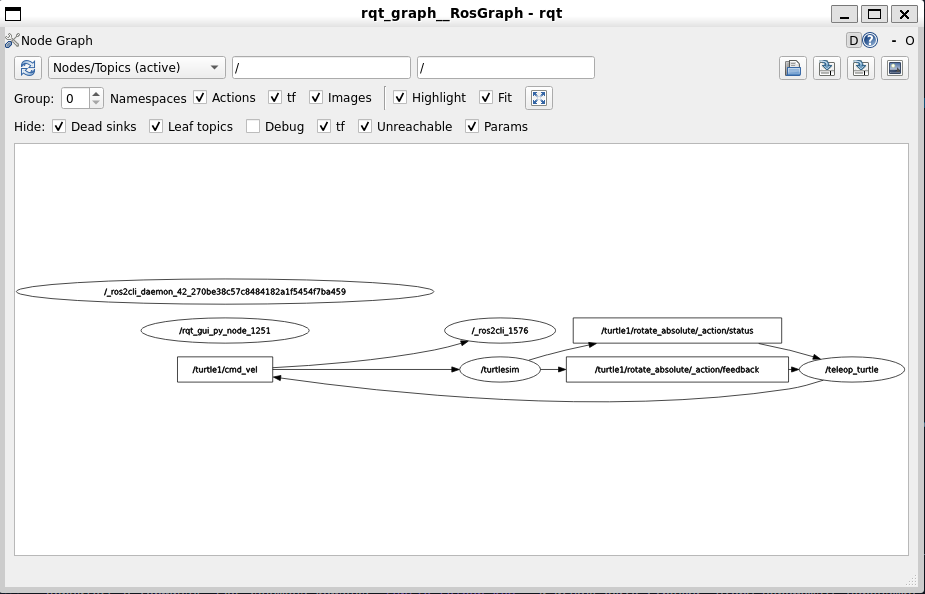 rqt_graph__RosGraph - rqt
Node Graph D ? - O
Nodes/Topics (active) / /
Group: 0 Namespaces Actions tf Images Highlight Fit
Hide: Dead sinks Leaf topics Debug tf Unreachable Params
/_ros2cli_daemon_42_270be38c57c8484182a1f5454f7ba459
/rqt_gui_py_node_1251 /_ros2cli_1576 /turtle1/rotate_absolute/_action/status
/turtle1/cmd_vel /turtlesim /turtle1/rotate_absolute/_action/feedback /teleop_turtle